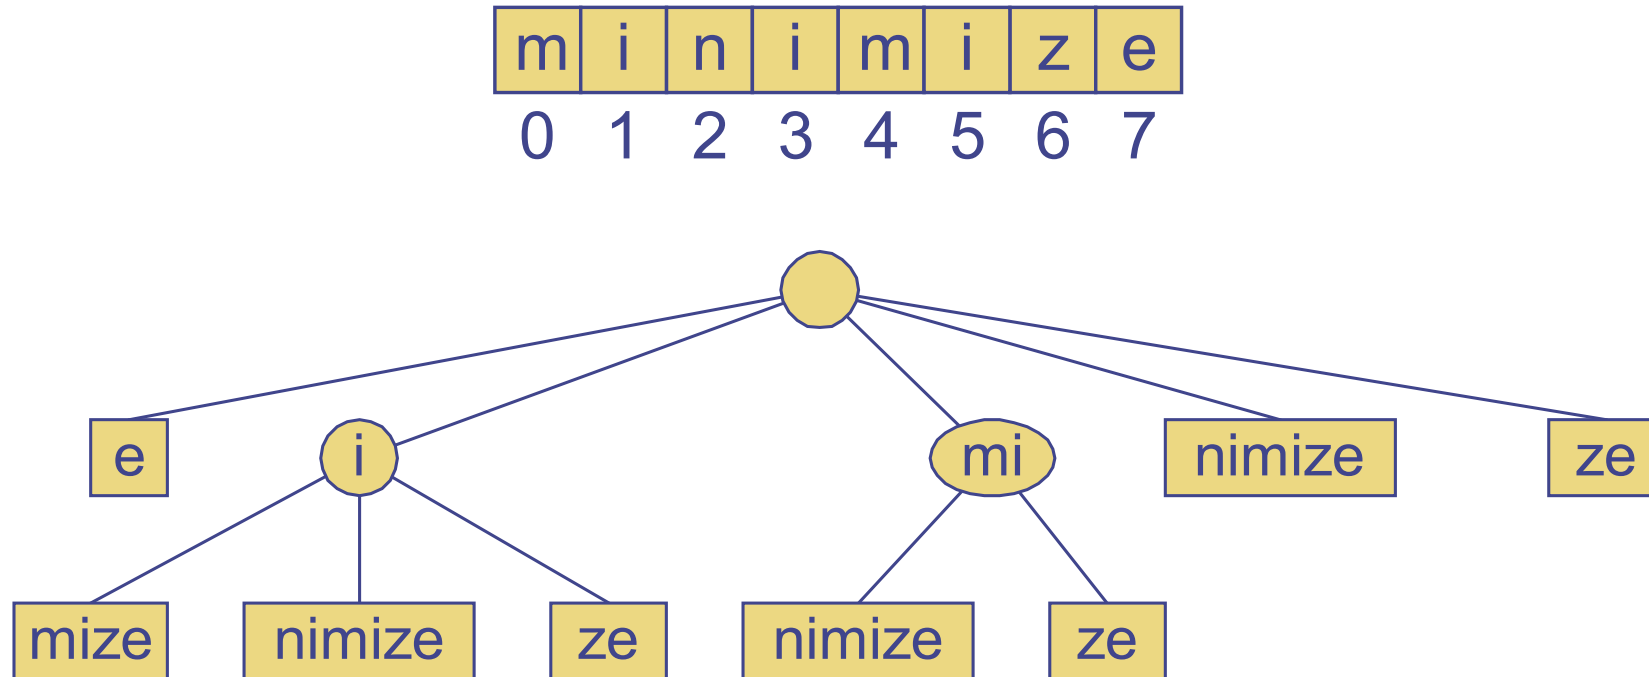 m i n i m i z e
0 1 2 3 4 5 6 7
e i mi nimize ze
mize nimize ze nimize ze